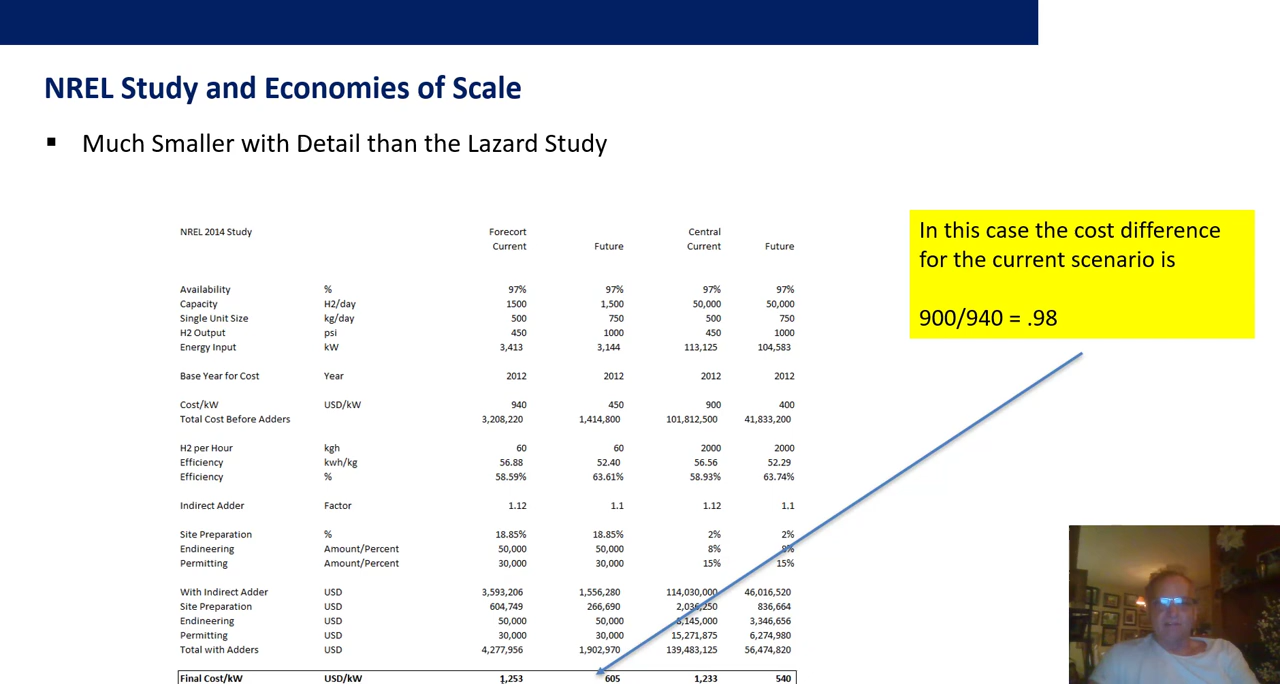 NREL Study and Economies of Scale
▪ Much Smaller with Detail than the Lazard Study
In this case the cost difference
for the current scenario is
900/940 = .98
NREL 2014 Study Forecort Central
Current Future Current Future
Availability % 97% 97% 97% 97%
Capacity H2/day 1500 1,500 50,000 50,000
Single Unit Size kg/day 500 750 500 750
H2 Output psi 450 1000 450 1000
Energy Input kW 3,413 3,144 113,125 104,583
Base Year for Cost Year 2012 2012 2012 2012
Cost/kW USD/kW 940 450 900 400
Total Cost Before Adders 3,208,220 1,414,800 101,812,500 41,833,200
H2 per Hour kgh 60 60 2000 2000
Efficiency kwh/kg 56.88 52.40 56.56 52.29
Efficiency % 58.59% 63.61% 58.93% 63.74%
Indirect Adder Factor 1.12 1.1 1.12 1.1
Site Preparation % 18.85% 18.85% 2% 2%
Endineering Amount/Percent 50,000 50,000 8% 8%
Permitting Amount/Percent 30,000 30,000 15% 15%
With Indirect Adder USD 3,593,206 1,556,280 114,030,000 46,016,520
Site Preparation USD 604,749 266,690 2,036,250 836,664
Engineering USD 50,000 50,000 8,145,000 3,346,656
Permitting USD 30,000 30,000 15,271,875 6,274,980
Total with Adders USD 4,277,956 1,902,970 139,483,125 56,474,820
Final Cost/kW USD/kW 1,253 605 1,233 540